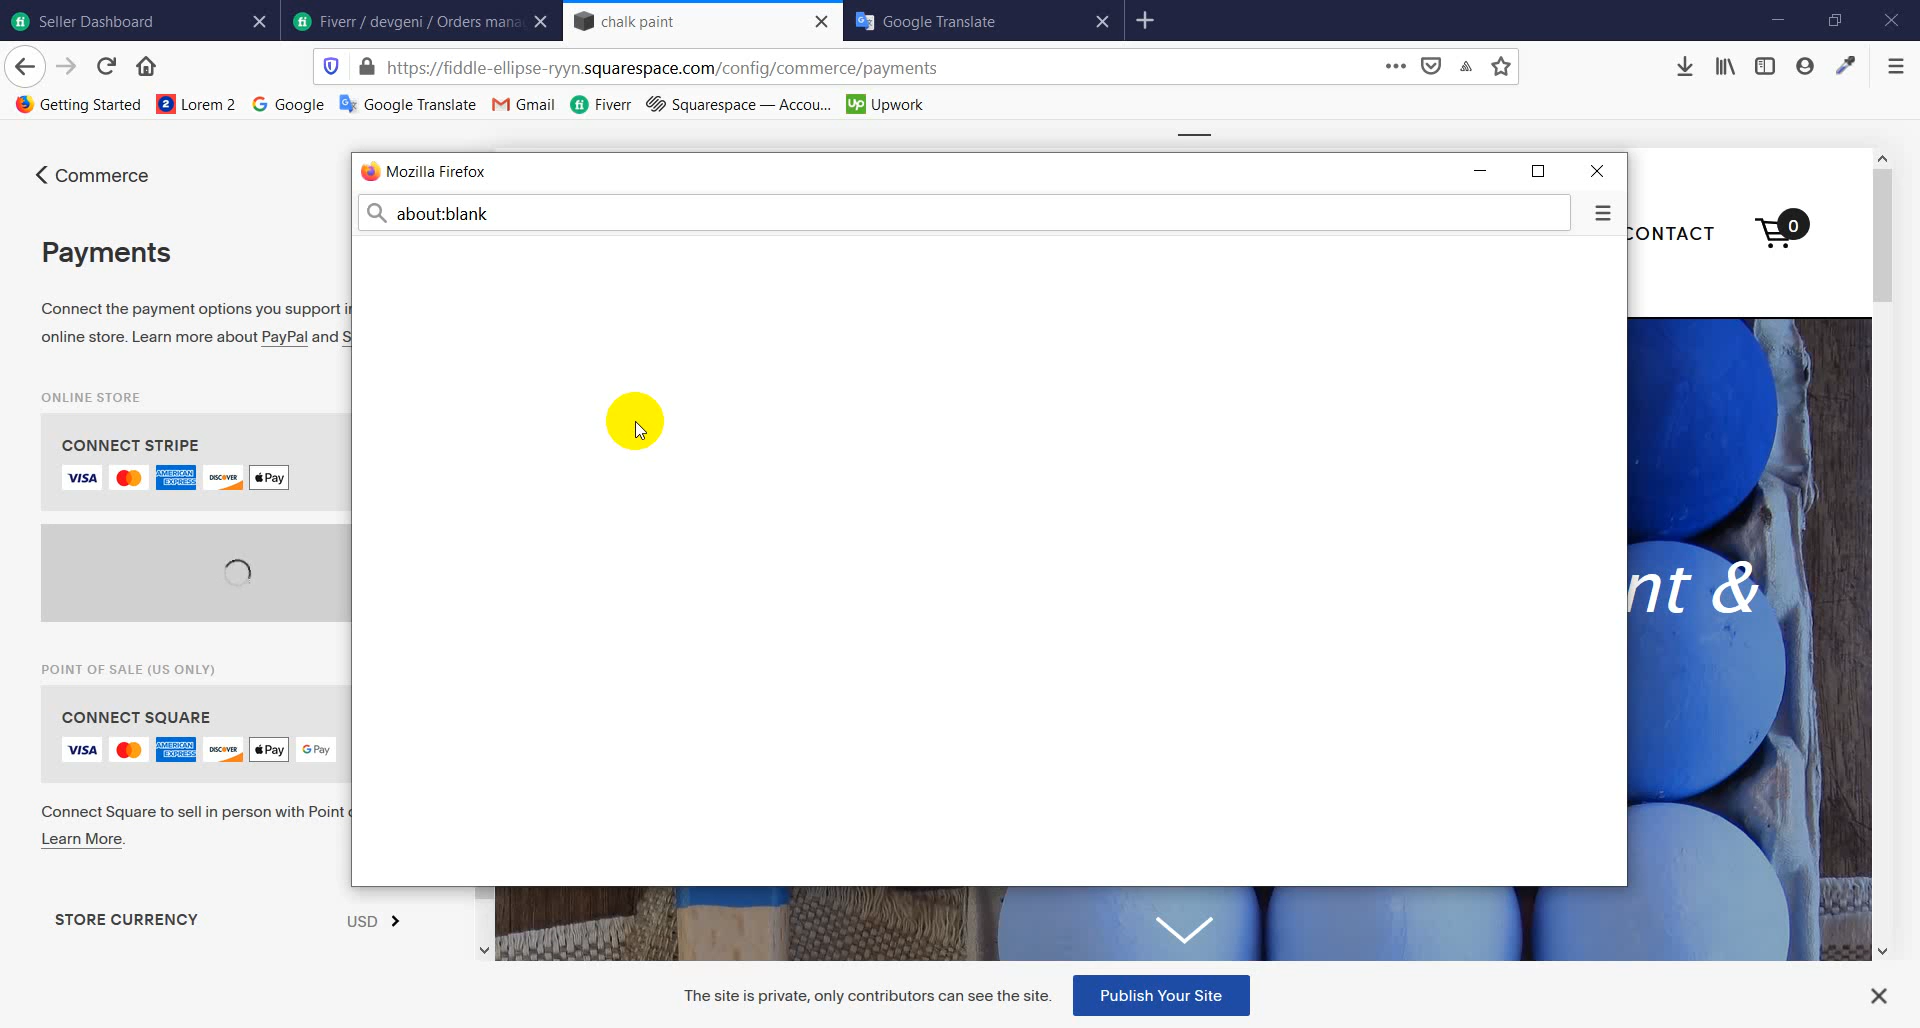 Seller Dashboard
Fiverr / devgeni / Orders mana
chalk paint
Google Translate
https://fiddle-ellipse-ryyn.squarespace.com/config/commerce/payments
Getting Started
Lorem 2
Google
Google Translate
Gmail
Fiverr
Squarespace — Accou...
Upwork
Commerce
Mozilla Firefox
about:blank
CONTACT
0
Payments
Connect the payment options you support in
online store. Learn more about PayPal and S
ONLINE STORE
CONNECT STRIPE
VISA
AMERICAN EXPRESS
DISCOVER
Pay
POINT OF SALE (US ONLY)
CONNECT SQUARE
VISA
AMERICAN EXPRESS
DISCOVER
Pay
G Pay
Connect Square to sell in person with Point
Learn More.
STORE CURRENCY
USD
nt &
The site is private, only contributors can see the site.
Publish Your Site